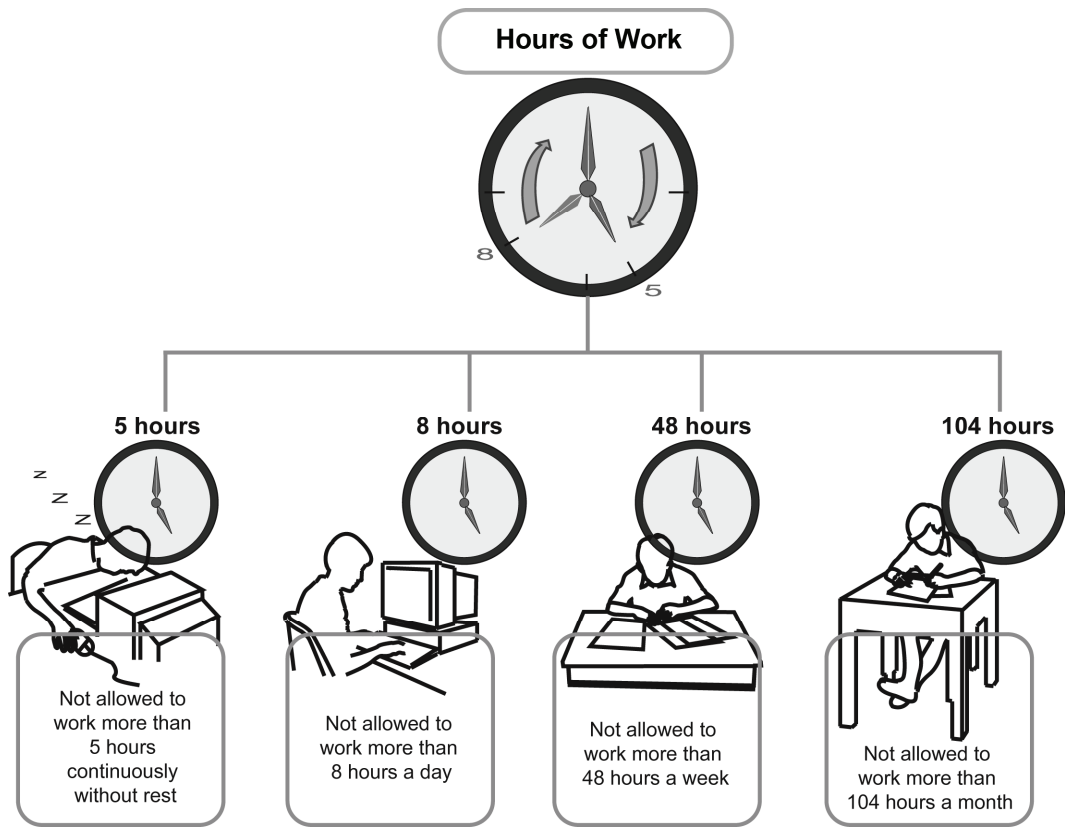 Hours of Work
8
5
5 hours
8 hours
48 hours
104 hours
Z
Z
Z
Not allowed to
work more than
5 hours
continuously
without rest
Not allowed to
work more than
8 hours a day
Not allowed to
work more than
48 hours a week
Not allowed to
work more than
104 hours a month